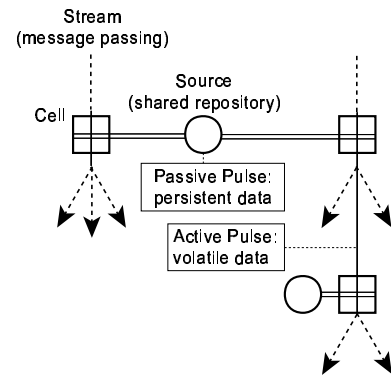 Stream
(message passing)
Source
(shared repository)
Cell
Passive Pulse:
persistent data
Active Pulse:
volatile data